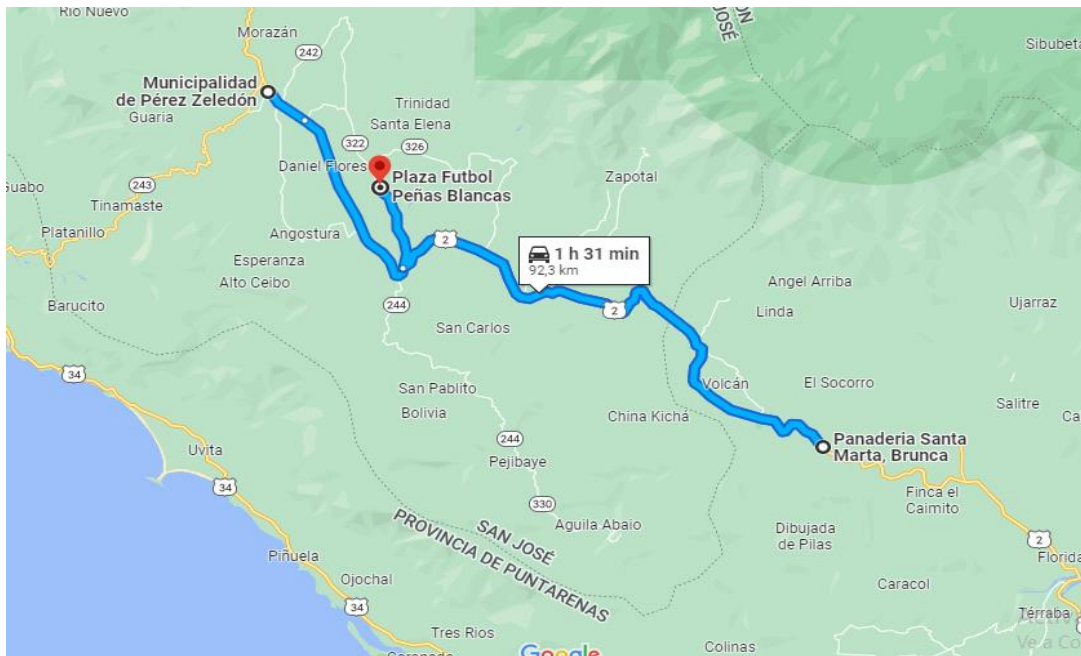 Río Nuevo
Morazán
242
Sibubeta
Municipalidad
de Pérez Zeledón
Guaria
Trinidad
Santa Elena
322
326
Daniel Flores
Plaza Futbol
Peñas Blancas
Zapotal
Guabo
243
Tinamaste
Platanillo
Angostura
2
1 h 31 min
92,3 km
Esperanza
Alto Ceibo
Angel Arriba
Ujarraz
Barucito
244
Linda
2
San Carlos
34
San Pablito
Volcán
El Socorro
Bolivia
China Kichá
Salitre
Uvita
244
Panaderia Santa
Marta, Brunca
Pejibaye
34
330
Finca el
Caimito
Aguila Abaio
SAN JOSÉ
PROVINCIA DE PUNTARENAS
Dibujada
de Pilas
2
Piñuela
Florida
Ojochal
Caracol
34
Térraba
Tres Rios
Colinas
Ve a Co
Google